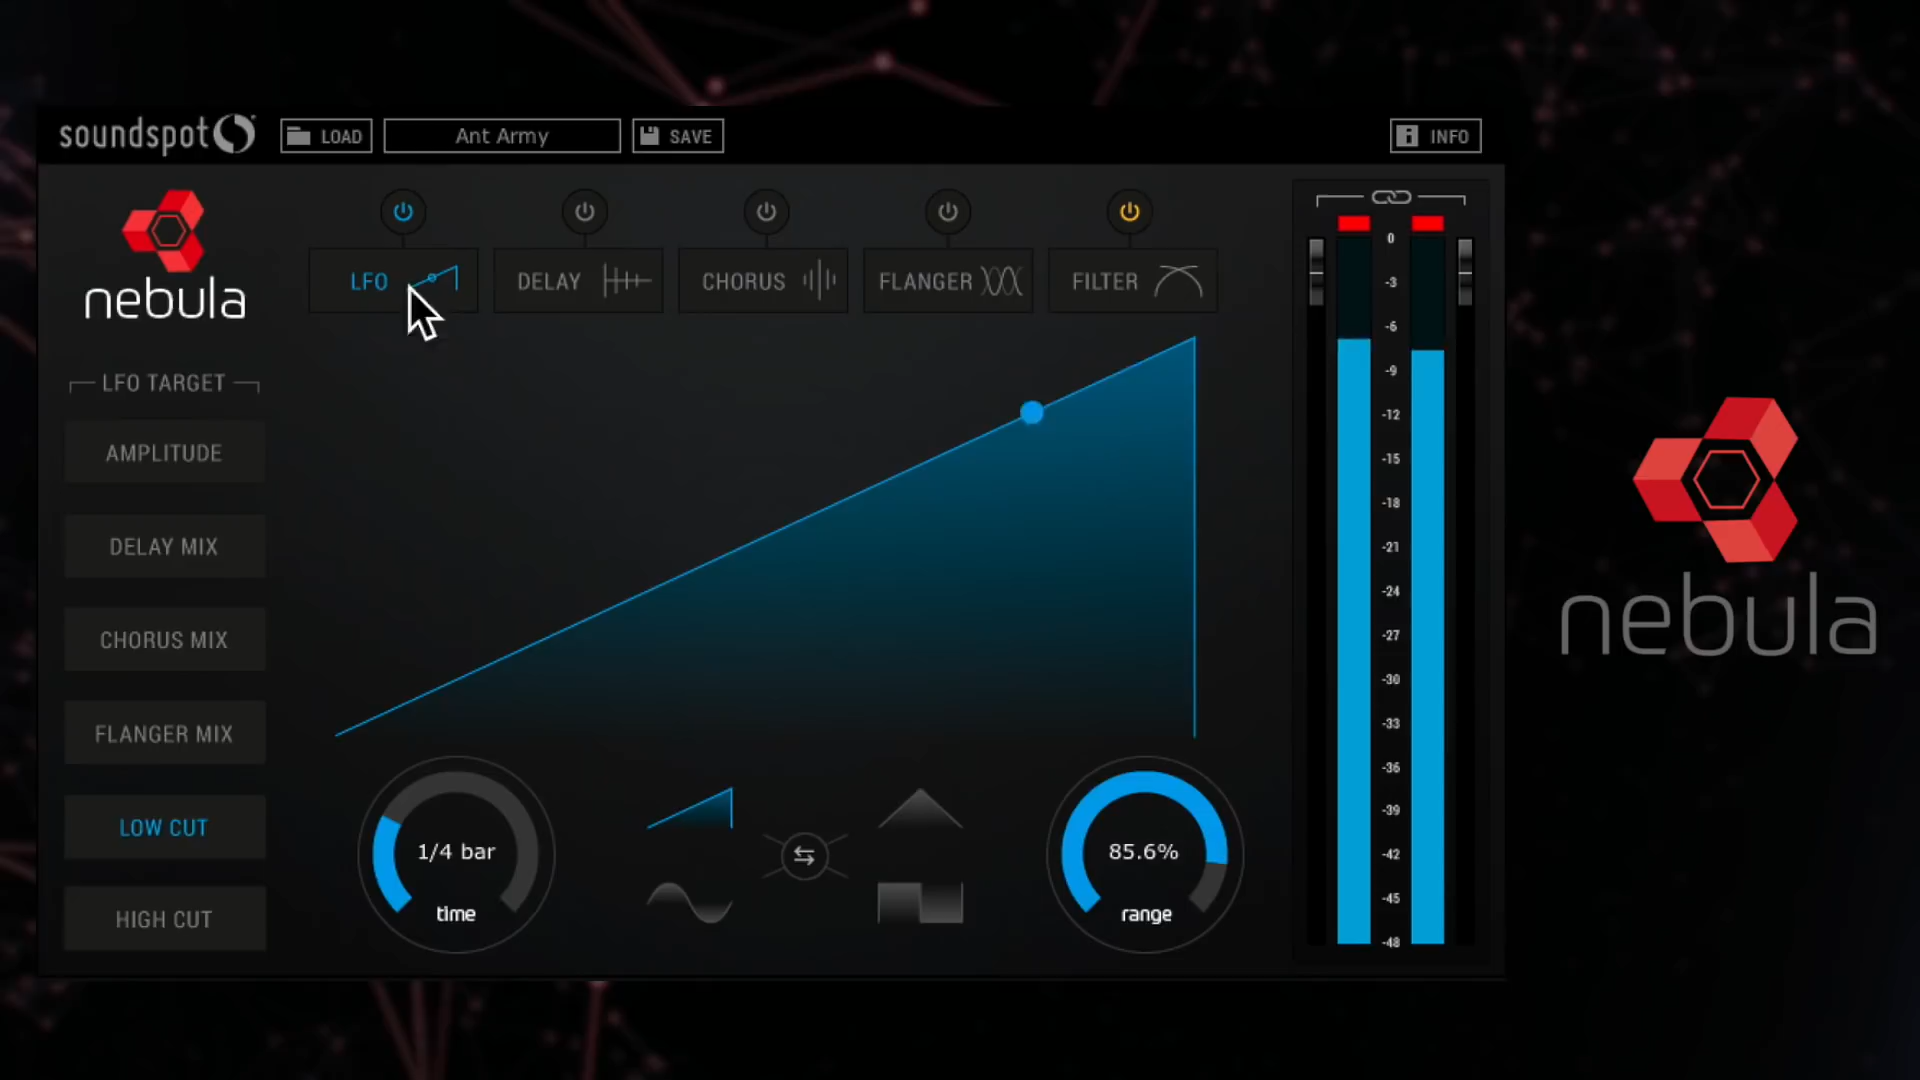 soundspot
LOAD
Ant Army
SAVE
INFO
nebula
LFO
DELAY
CHORUS
FLANGER
FILTER
LFO TARGET
AMPLITUDE
DELAY MIX
CHORUS MIX
FLANGER MIX
LOW CUT
HIGH CUT
1/4 bar
time
85.6%
range
0
-3
-6
-9
-12
-15
-18
-21
-24
-27
-30
-33
-36
-39
-42
-45
-48
nebula